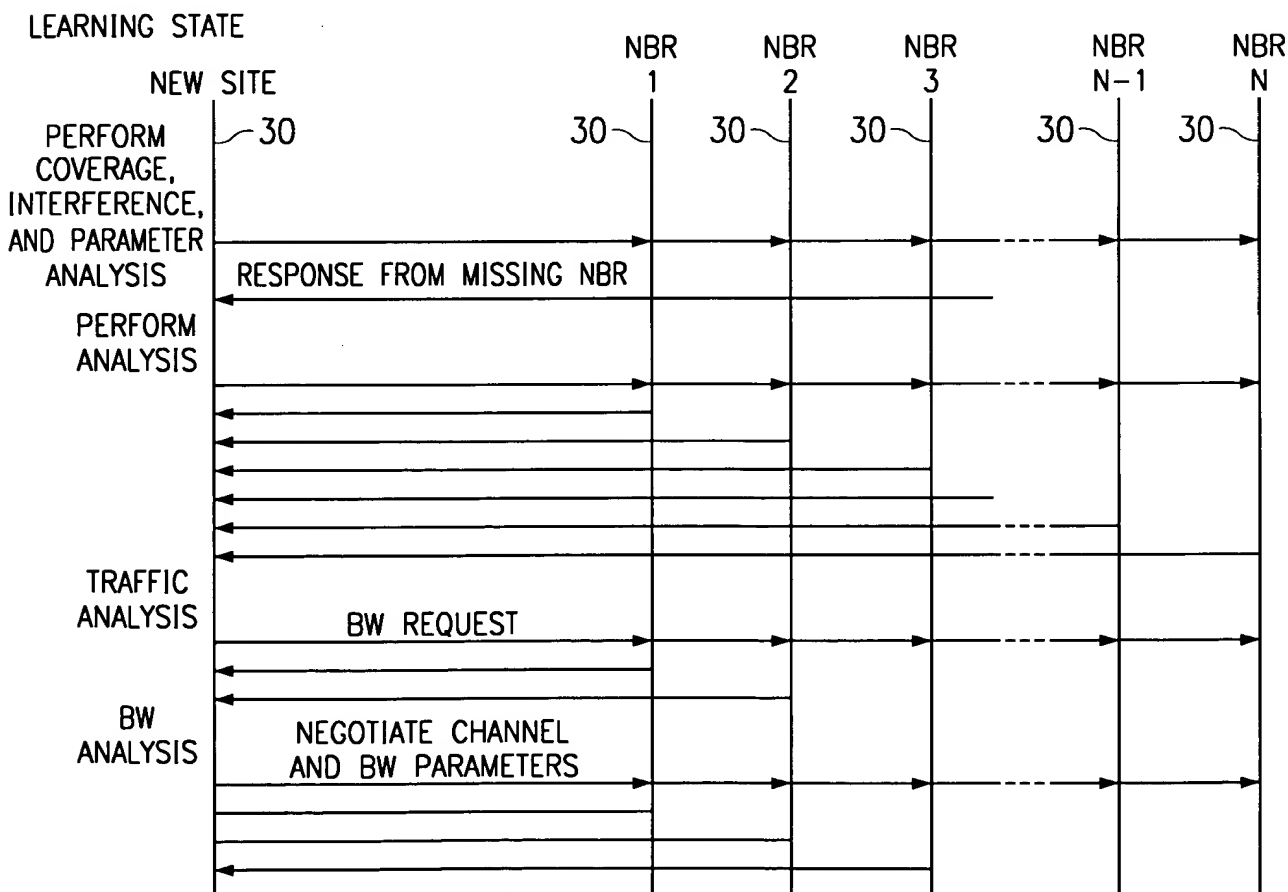 LEARNING STATE
NEW SITE
NBR 1
NBR 2
NBR 3
NBR N-1
NBR N
30 30 30 30 30 30
PERFORM
COVERAGE,
INTERFERENCE,
AND PARAMETER
ANALYSIS
RESPONSE FROM MISSING NBR
PERFORM
ANALYSIS
TRAFFIC
ANALYSIS
BW REQUEST
BW
ANALYSIS
NEGOTIATE CHANNEL
AND BW PARAMETERS